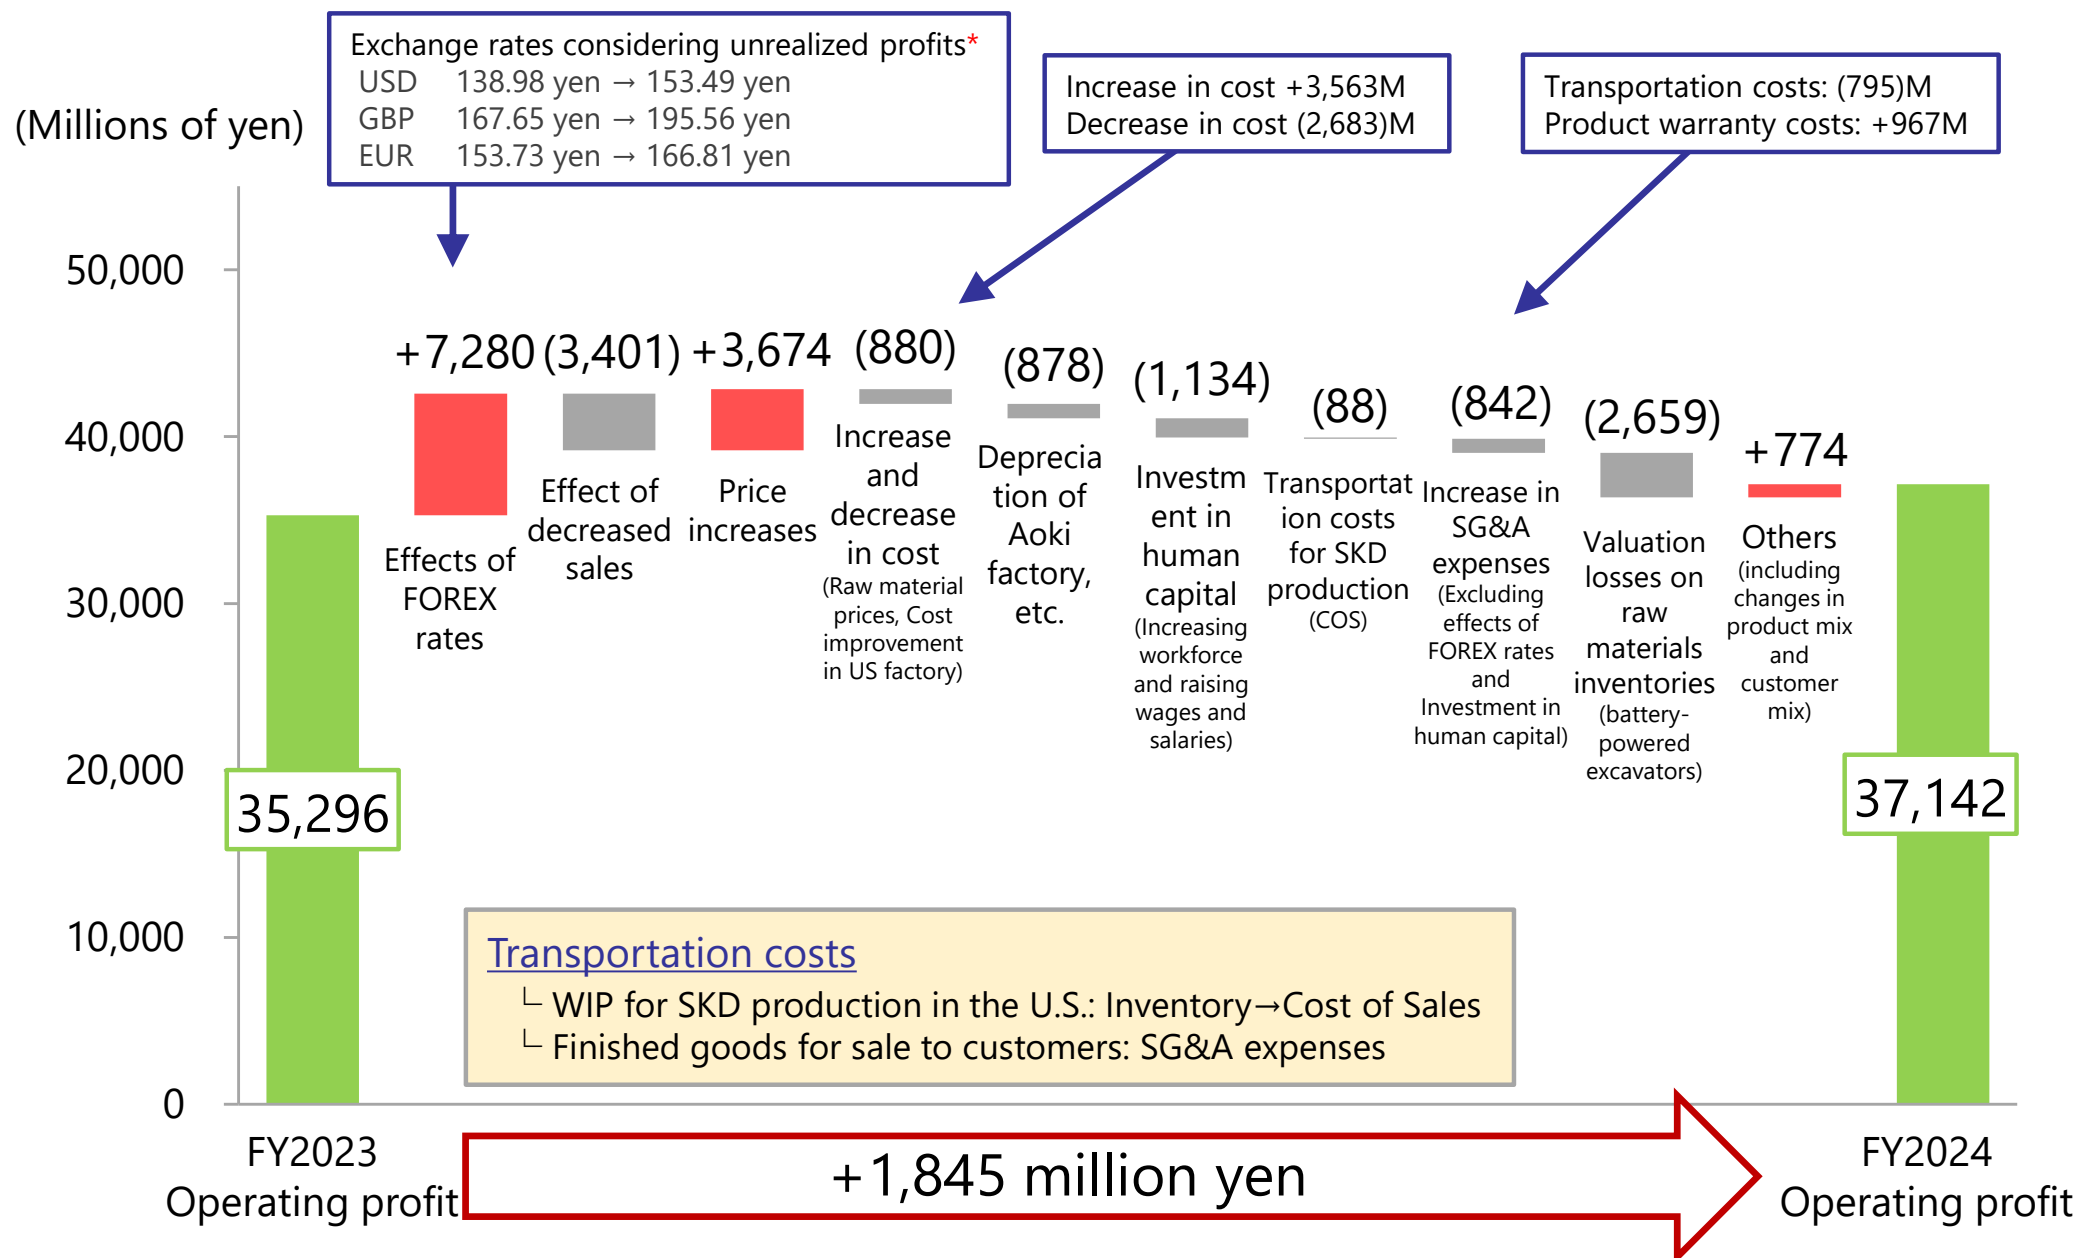 Exchange rates considering unrealized profits*
USD 138.98 yen → 153.49 yen
GBP 167.65 yen → 195.56 yen
EUR 153.73 yen → 166.81 yen
Increase in cost +3,563M
Decrease in cost (2,683)M
Transportation costs: (795)M
Product warranty costs: +967M
(Millions of yen)
50,000
40,000
30,000
20,000
10,000
0
35,296
FY2023
Operating profit
+7,280
Effects of
FOREX
rates
(3,401)
Effect of
decreased
sales
+3,674
Price
increases
(880)
Increase
and
decrease
in cost
(Raw material
prices, Cost
improvement
in US factory)
(878)
Deprecia
tion of
Aoki
factory,
etc.
(1,134)
Investm
ent in
human
capital
(Increasing
workforce
and raising
wages and
salaries)
(88)
Transportat
ion costs
for SKD
production
(COS)
(842)
Increase in
SG&A
expenses
(Excluding
effects of
FOREX rates
and
Investment in
human capital)
(2,659)
Valuation
losses on
raw
materials
inventories
(battery-
powered
excavators)
+774
Others
(including
changes in
product mix
and
customer
mix)
37,142
FY2024
Operating profit
Transportation costs
└ WIP for SKD production in the U.S.: Inventory→Cost of Sales
└ Finished goods for sale to customers: SG&A expenses
+1,845 million yen